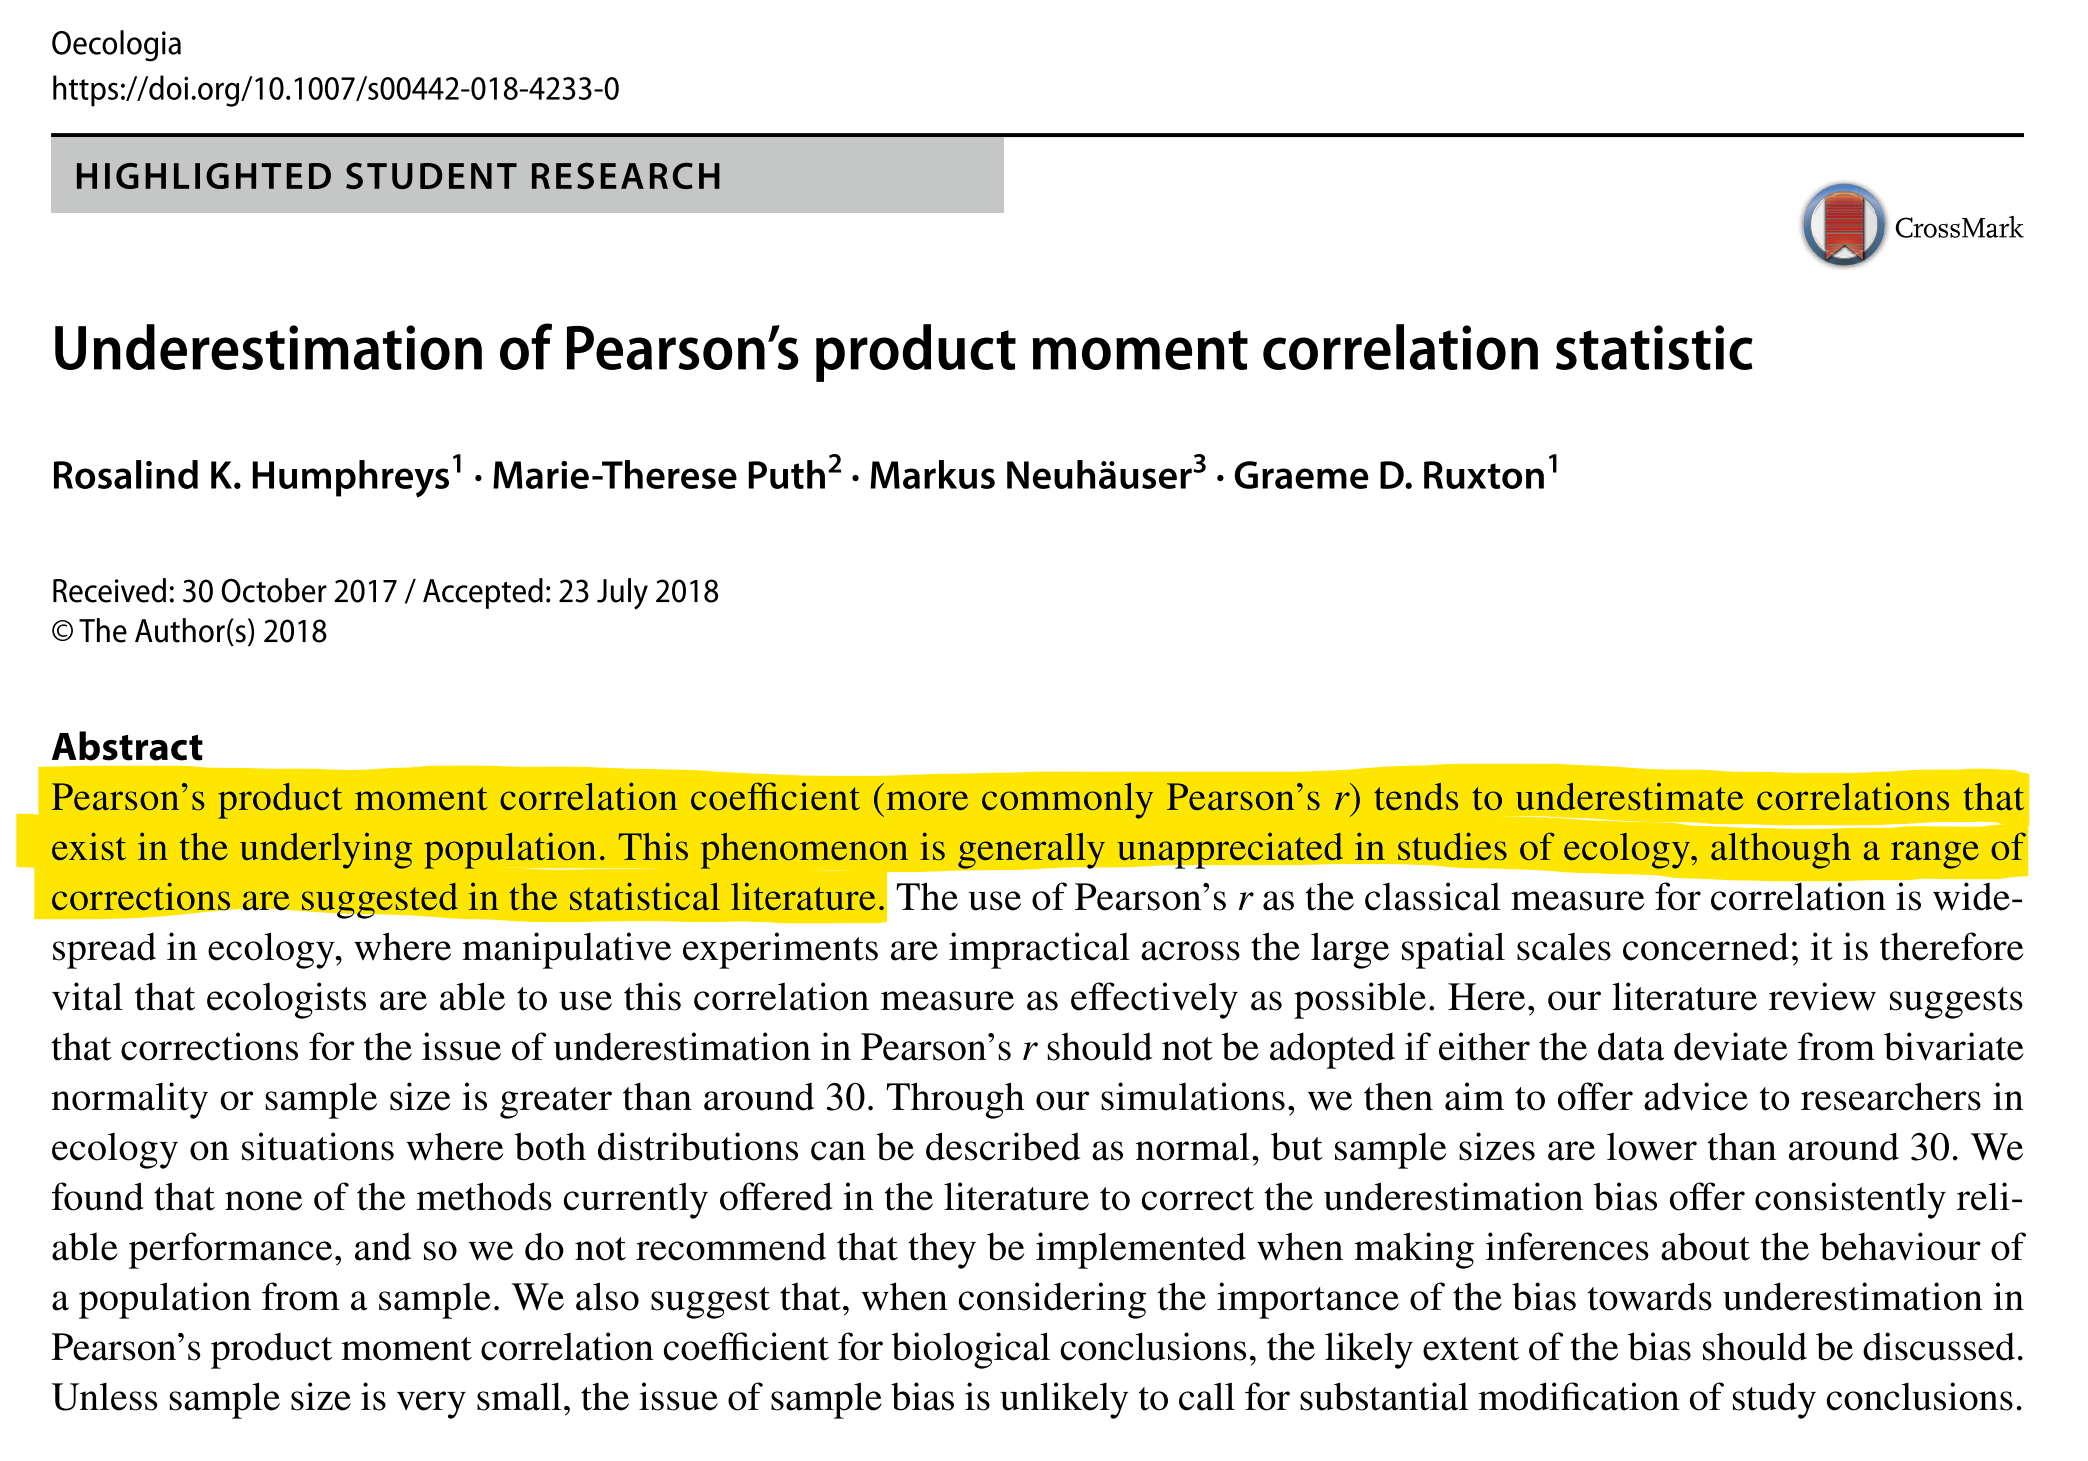 Oecologia
https://doi.org/10.1007/s00442-018-4233-0
HIGHLIGHTED STUDENT RESEARCH
CrossMark
Underestimation of Pearson’s product moment correlation statistic
Rosalind K. Humphreys1 · Marie-Therese Puth2 · Markus Neuhäuser3 · Graeme D. Ruxton1
Received: 30 October 2017 / Accepted: 23 July 2018
© The Author(s) 2018
Abstract
Pearson’s product moment correlation coefficient (more commonly Pearson’s r) tends to underestimate correlations that
exist in the underlying population. This phenomenon is generally unappreciated in studies of ecology, although a range of
corrections are suggested in the statistical literature. The use of Pearson’s r as the classical measure for correlation is wide-
spread in ecology, where manipulative experiments are impractical across the large spatial scales concerned; it is therefore
vital that ecologists are able to use this correlation measure as effectively as possible. Here, our literature review suggests
that corrections for the issue of underestimation in Pearson’s r should not be adopted if either the data deviate from bivariate
normality or sample size is greater than around 30. Through our simulations, we then aim to offer advice to researchers in
ecology on situations where both distributions can be described as normal, but sample sizes are lower than around 30. We
found that none of the methods currently offered in the literature to correct the underestimation bias offer consistently reli-
able performance, and so we do not recommend that they be implemented when making inferences about the behaviour of
a population from a sample. We also suggest that, when considering the importance of the bias towards underestimation in
Pearson’s product moment correlation coefficient for biological conclusions, the likely extent of the bias should be discussed.
Unless sample size is very small, the issue of sample bias is unlikely to call for substantial modification of study conclusions.